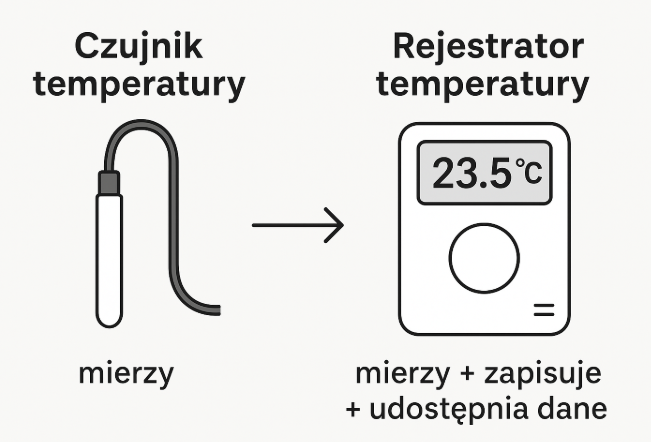 Czujnik
temperatury
Rejestrator
temperatury
23.5°C
mierzy
mierzy + zapisuje
+ udostępnia dane